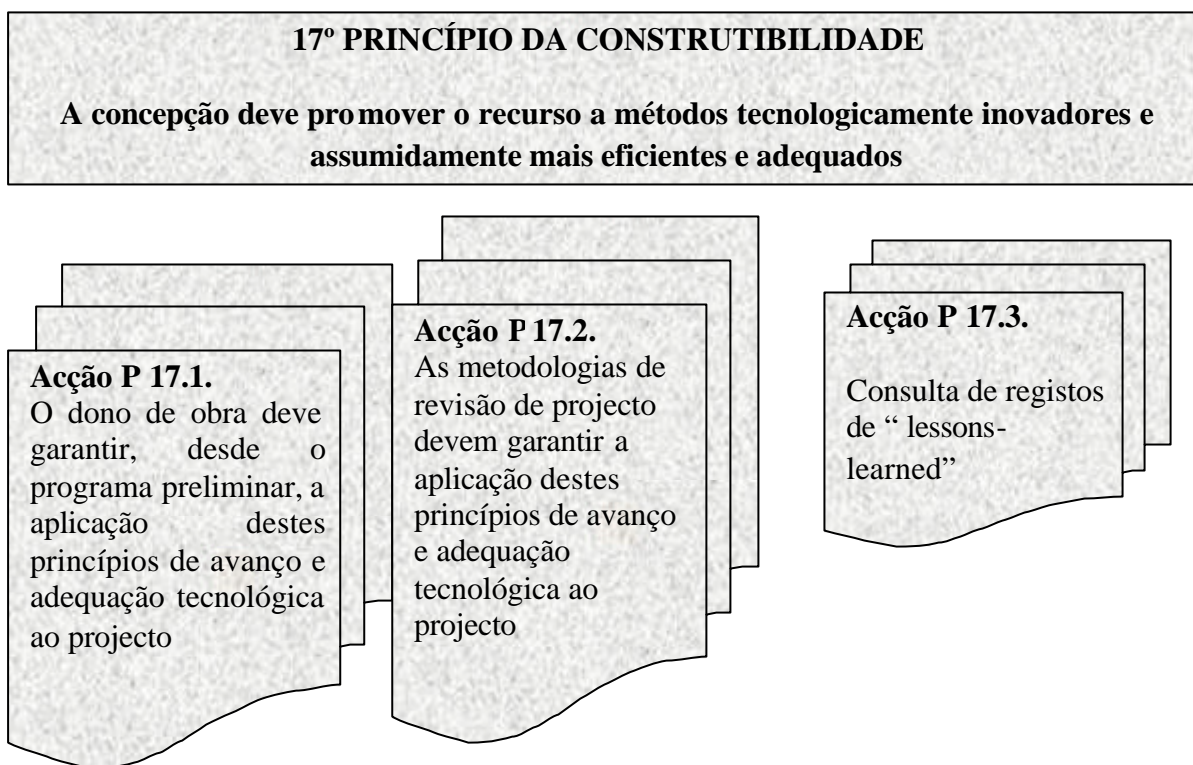 17º PRINCÍPIO DA CONSTRUTIBILIDADE
A concepção deve promover o recurso a métodos tecnologicamente inovadores e
assumidamente mais eficientes e adequados
Acção P 17.1.
O dono de obra deve
garantir, desde o
programa preliminar, a
aplicação destes
princípios de avanço e
adequação tecnológica
ao projecto
Acção P 17.2.
As metodologias de
revisão de projecto
devem garantir a
aplicação destes
princípios de avanço
e adequação
tecnológica ao
projecto
Acção P 17.3.
Consulta de registos
de “ lessons-
learned”